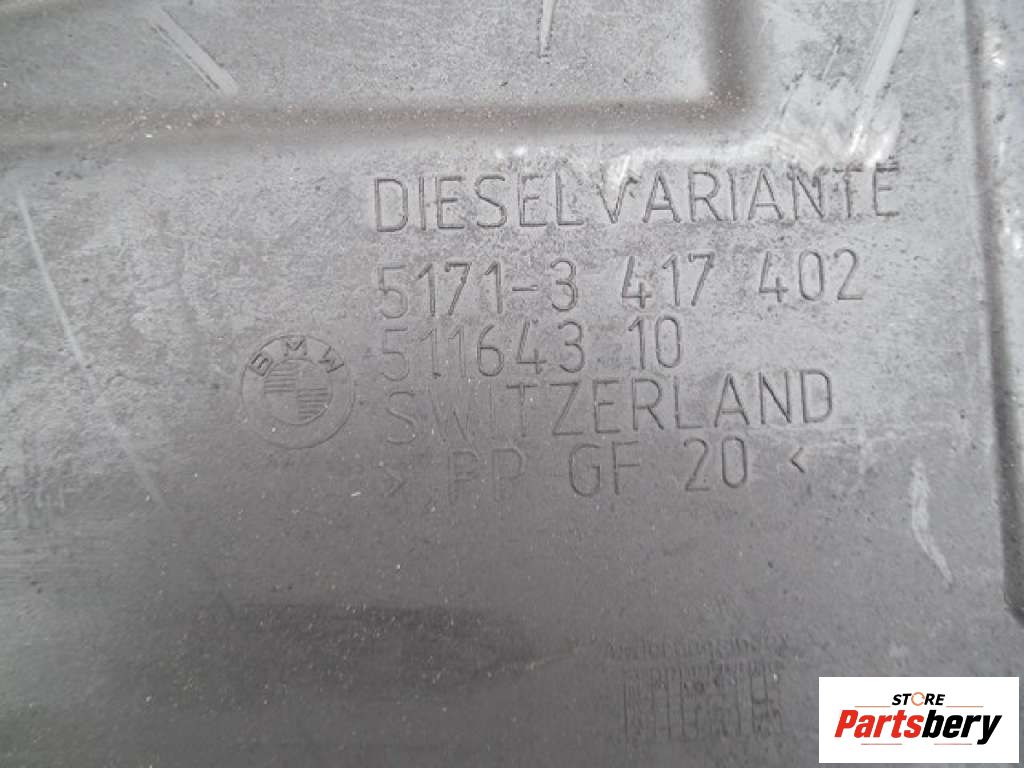 DIESELVARIANTE
5171-3 417 402
511643 10
BMW
SWITZERLAND
> PP GF 20 <
STORE
Partsbery